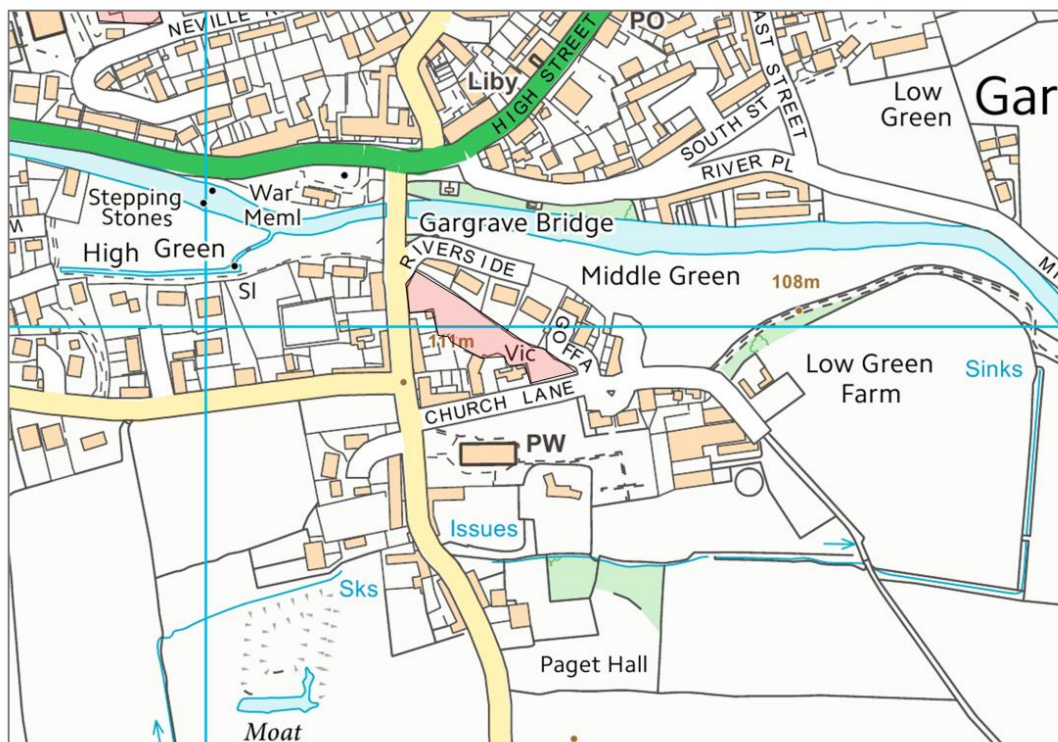 NEVILLE RO
PO
Liby
HIGH STREET
AST STREET
SOUTH ST
RIVER PL
Low
Green
Gar
Stepping
Stones
War
Meml
High Green
SI
Gargrave Bridge
RIVERSIDE
Middle Green
108m
MI
111m
Vic
GOFFA
Low Green
Farm
Sinks
CHURCH LANE
PW
Issues
Sks
Paget Hall
Moat